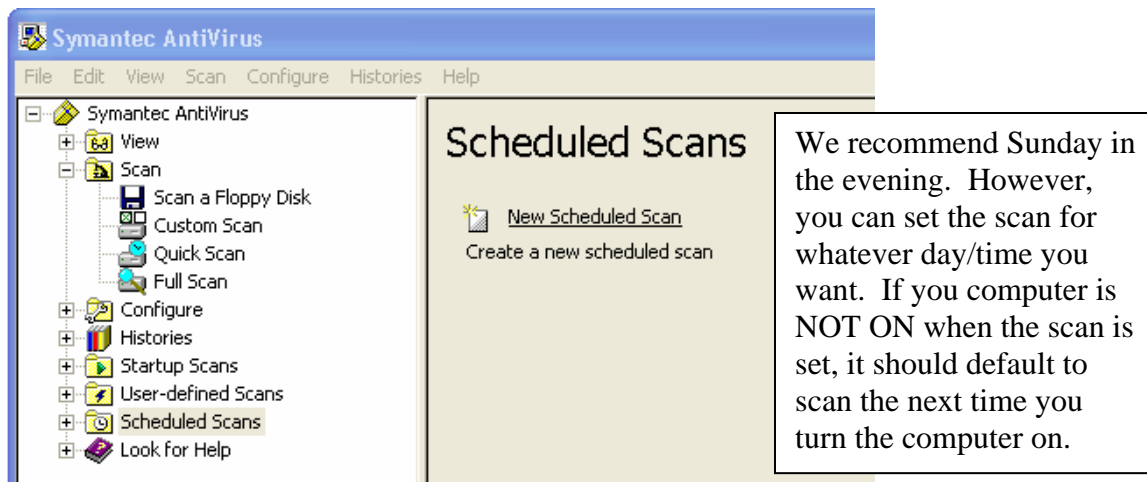 Symantec AntiVirus
File Edit View Scan Configure Histories Help
Symantec AntiVirus
View
Scan
Scan a Floppy Disk
Custom Scan
Quick Scan
Full Scan
Configure
Histories
Startup Scans
User-defined Scans
Scheduled Scans
Look for Help
Scheduled Scans
New Scheduled Scan
Create a new scheduled scan
We recommend Sunday in
the evening. However,
you can set the scan for
whatever day/time you
want. If you computer is
NOT ON when the scan is
set, it should default to
scan the next time you
turn the computer on.